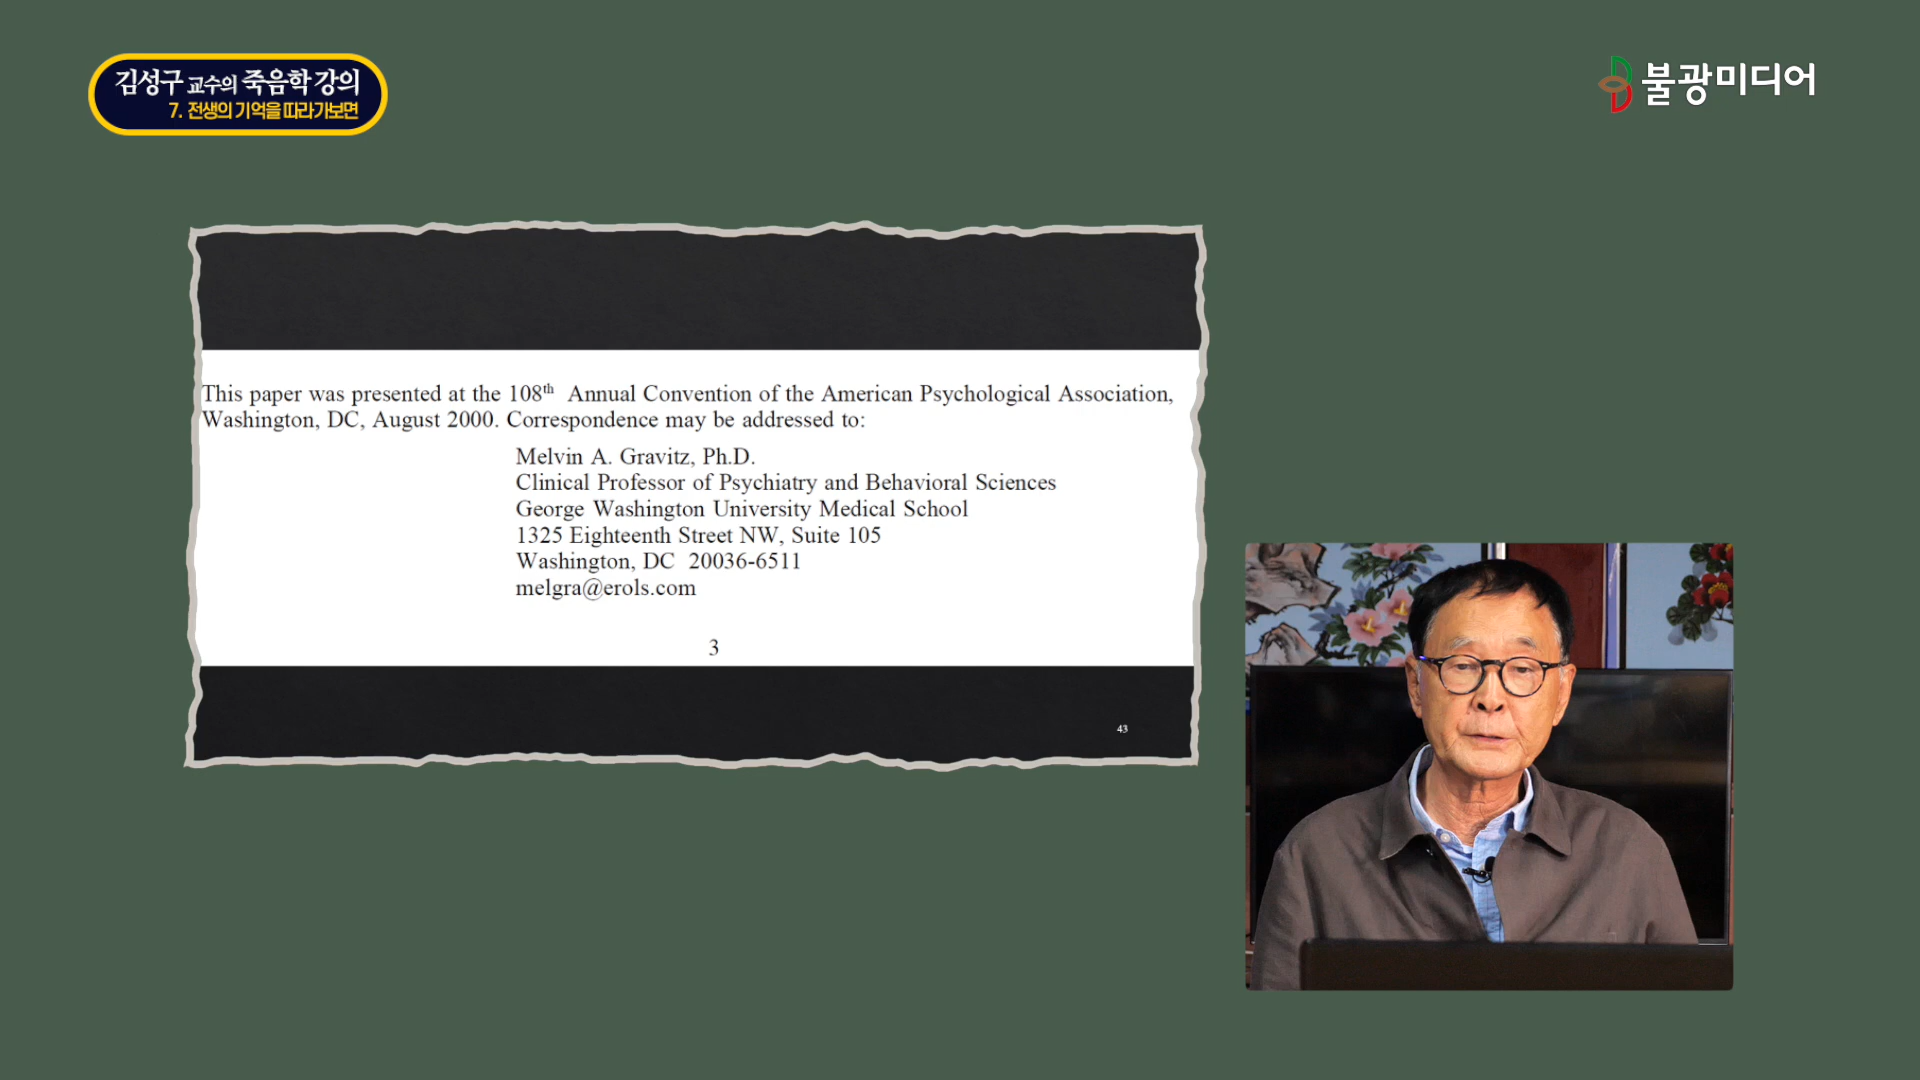 김성구 교수의 죽음학 강의
7. 전생의 기억을 따라가보면
불광미디어
This paper was presented at the 108th Annual Convention of the American Psychological Association,
Washington, DC, August 2000. Correspondence may be addressed to:
Melvin A. Gravitz, Ph.D.
Clinical Professor of Psychiatry and Behavioral Sciences
George Washington University Medical School
1325 Eighteenth Street NW, Suite 105
Washington, DC 20036-6511
melgra@erols.com
3
43